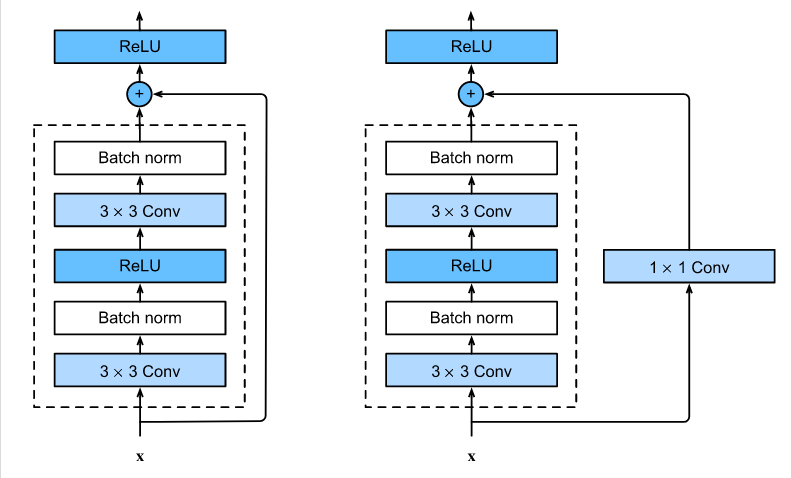 ReLU
+
Batch norm
3 × 3 Conv
ReLU
Batch norm
3 × 3 Conv
x
ReLU
+
Batch norm
3 × 3 Conv
ReLU
Batch norm
3 × 3 Conv
x
1 × 1 Conv